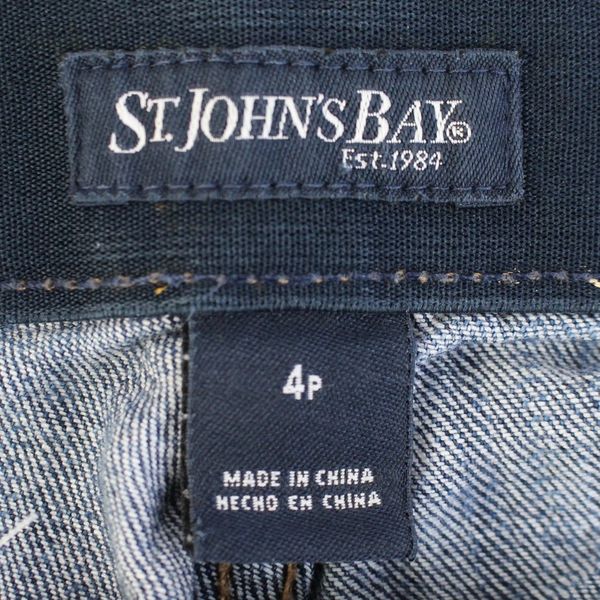 ST. JOHN'S BAY®
Est. 1984
4P
MADE IN CHINA
HECHO EN CHINA